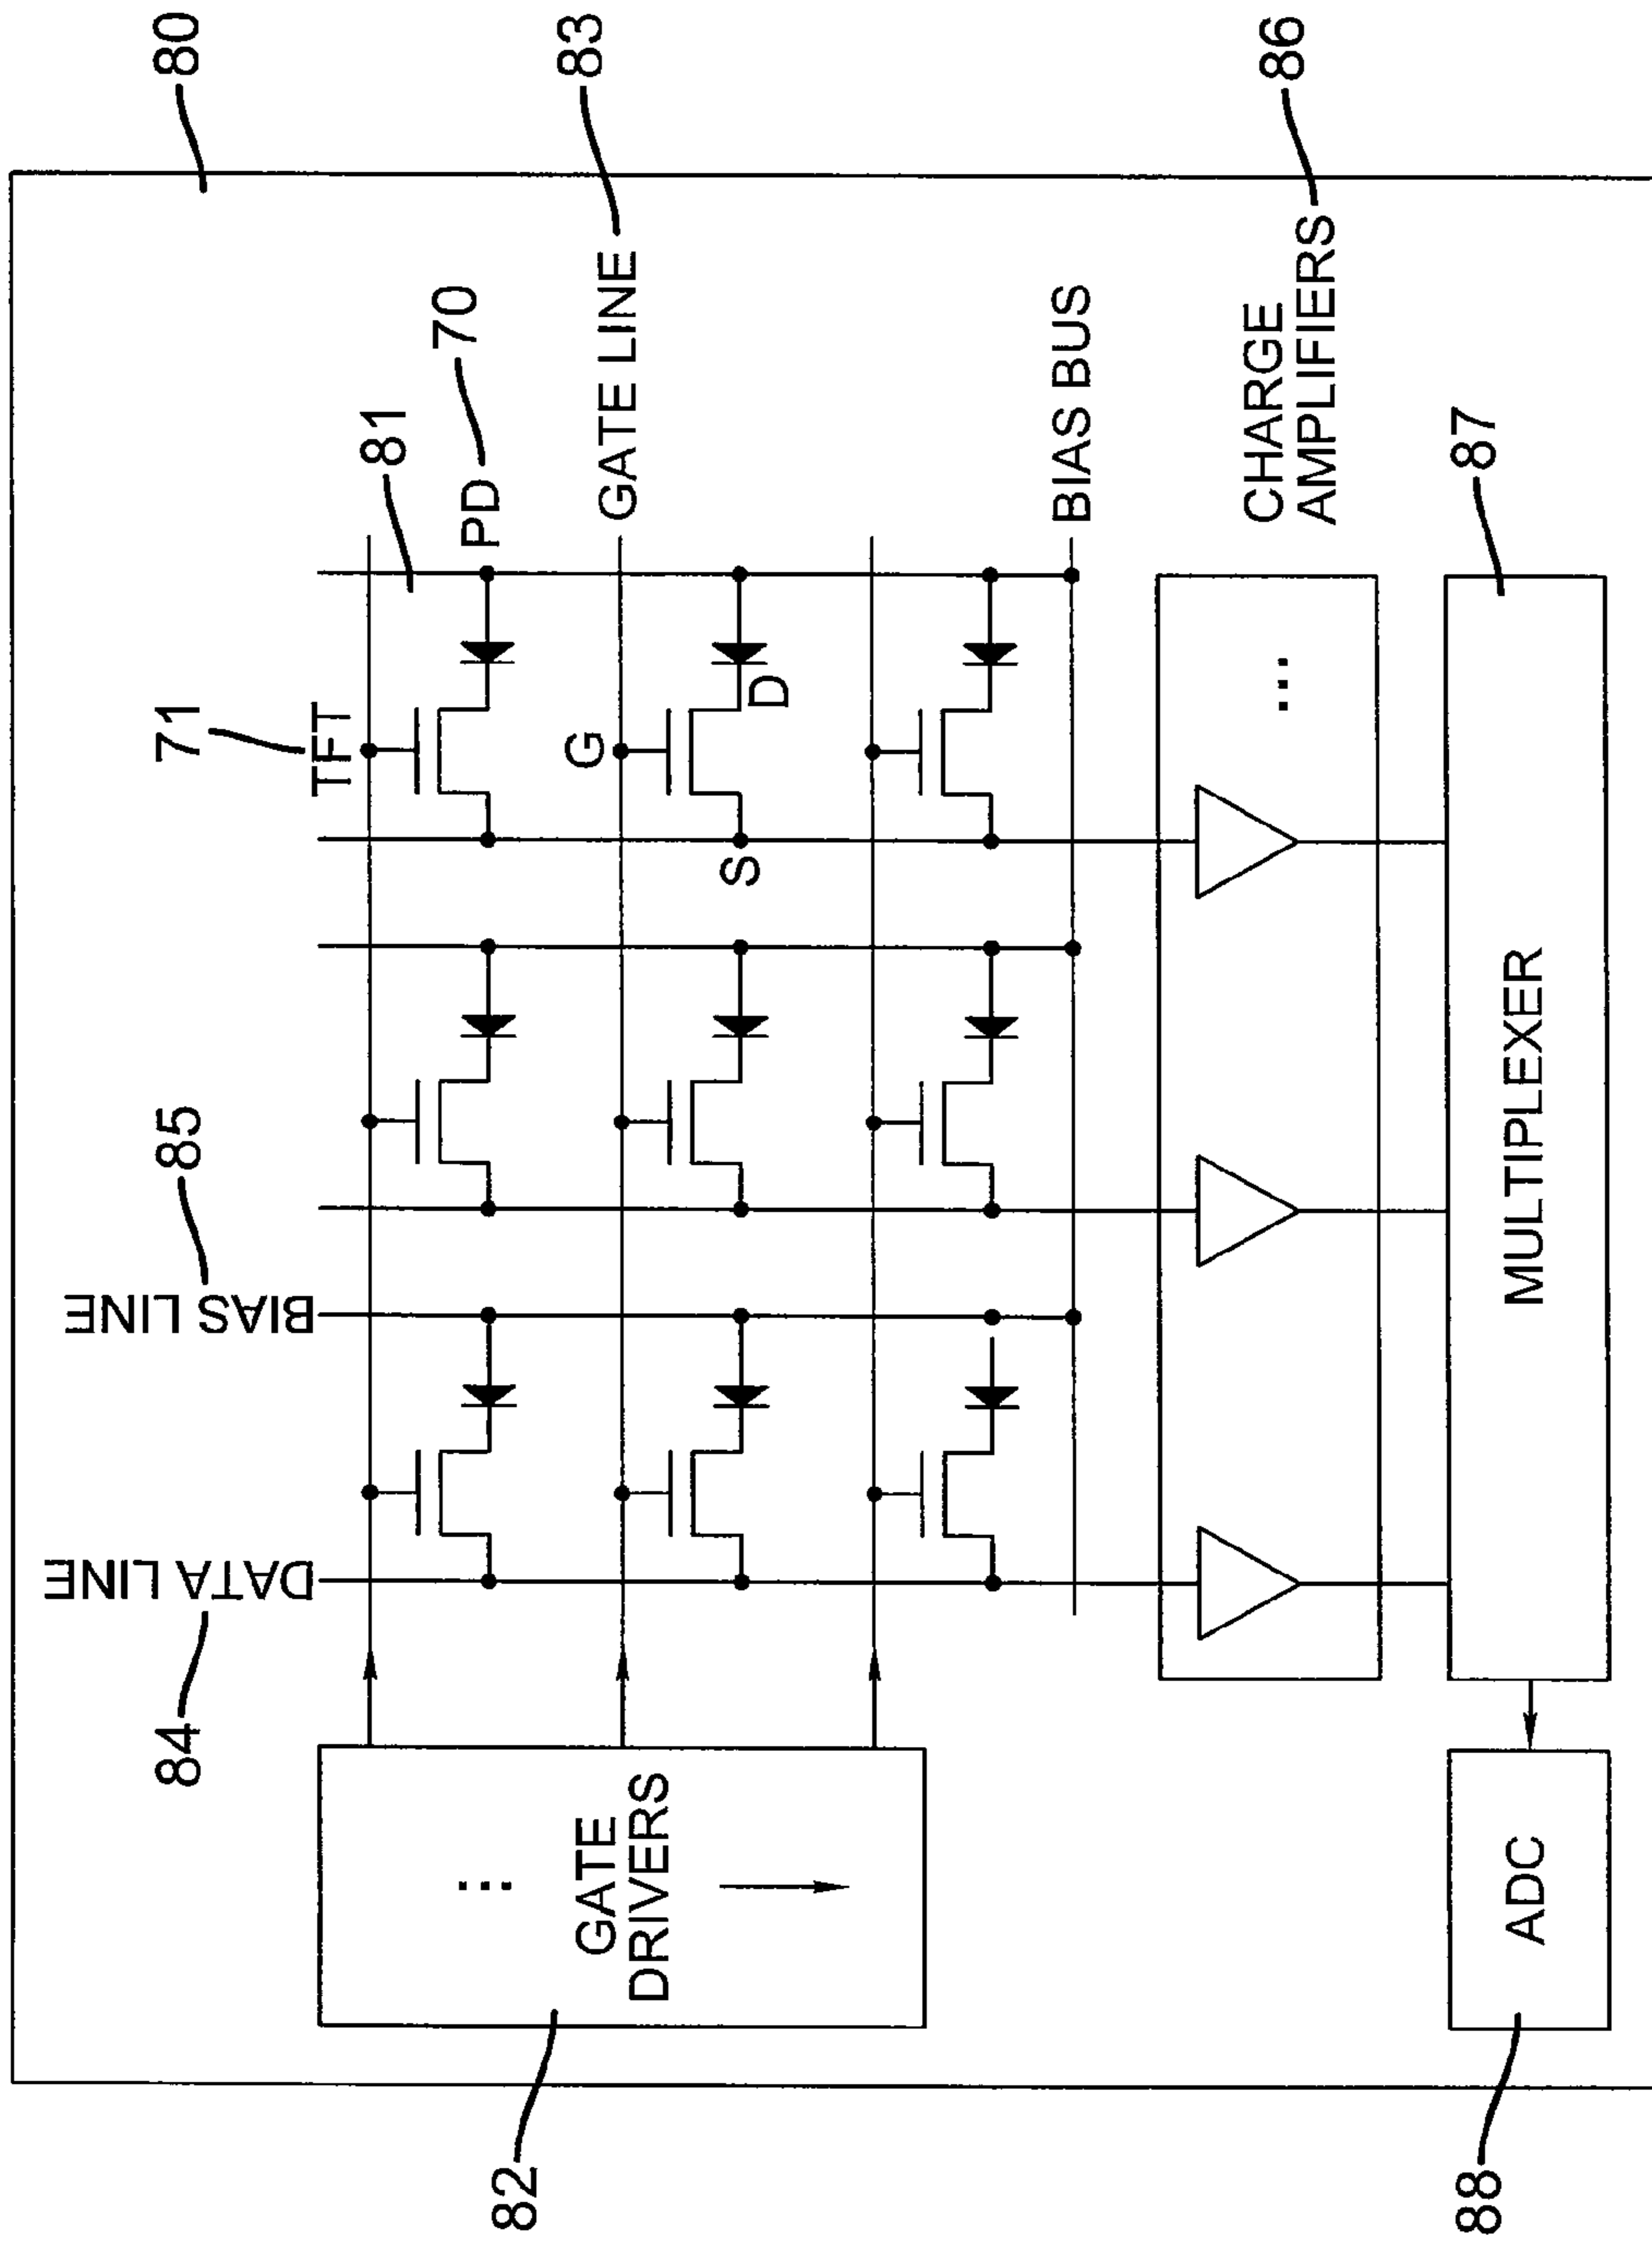 DATA LINE
BIAS LINE
84
85
71
80
TFT
81
PD
70
82
GATE
DRIVERS
G
GATE LINE
83
S
D
BIAS BUS
CHARGE
AMPLIFIERS
86
87
88
ADC
MULTIPLEXER